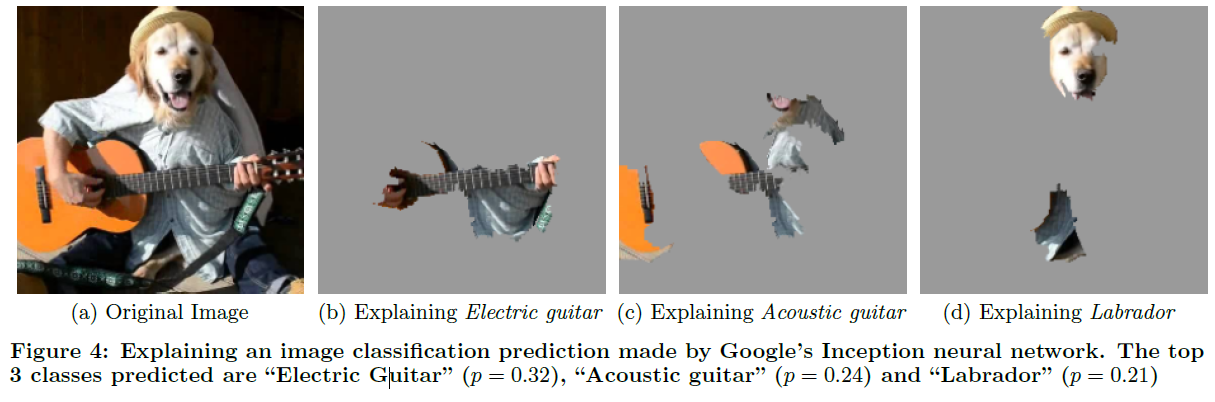 (a) Original Image
(b) Explaining Electric guitar
(c) Explaining Acoustic guitar
(d) Explaining Labrador
Figure 4: Explaining an image classification prediction made by Google's Inception neural network. The top
3 classes predicted are “Electric Guitar” (p = 0.32), “Acoustic guitar” (p = 0.24) and “Labrador” (p = 0.21)